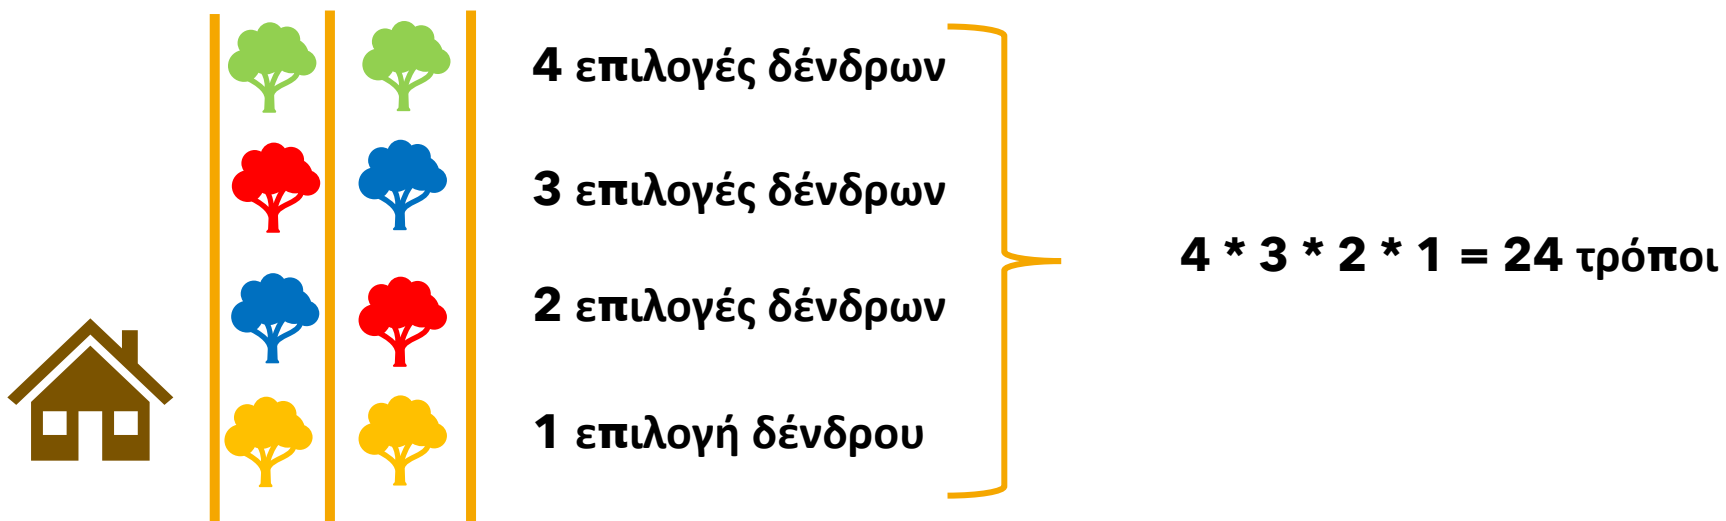 4 επιλογές δένδρων
3 επιλογές δένδρων
2 επιλογές δένδρων
1 επιλογή δένδρου
4 * 3 * 2 * 1 = 24 τρόποι